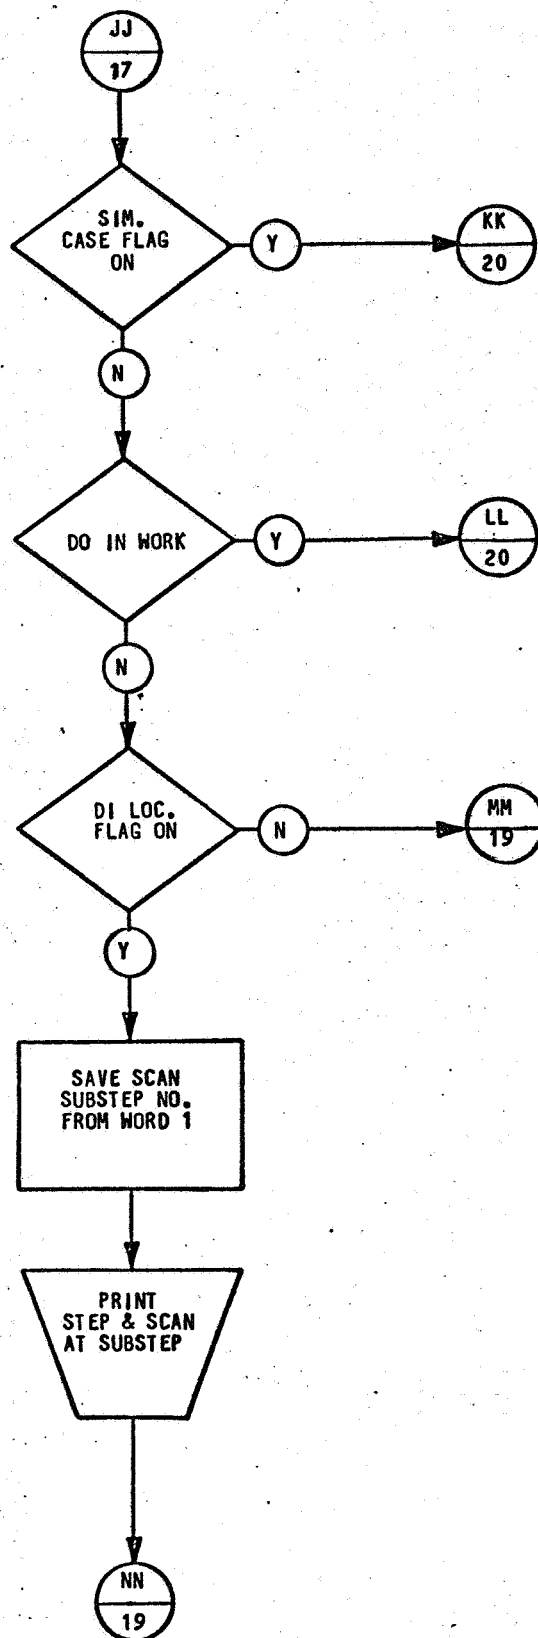 JJ
17
SIM.
CASE FLAG
ON
Y
KK
20
N
DO IN WORK
Y
LL
20
N
DI LOC.
FLAG ON
N
MM
19
Y
SAVE SCAN
SUBSTEP NO.
FROM WORD 1
PRINT
STEP & SCAN
AT SUBSTEP
NN
19